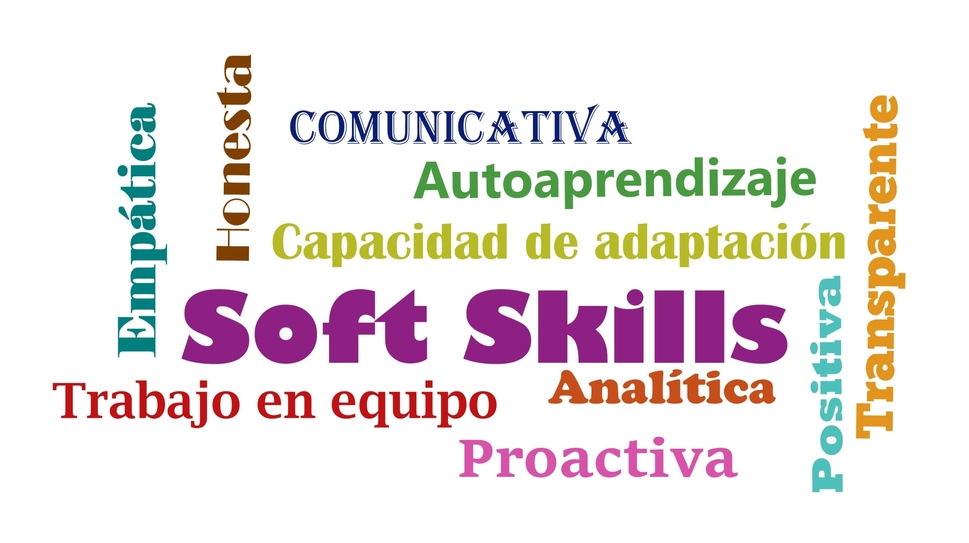 Empática
Honesta
COMUNICATIVA
Autoaprendizaje
Capacidad de adaptación
Soft Skills
Trabajo en equipo
Analítica
Proactiva
Positiva
Transparente